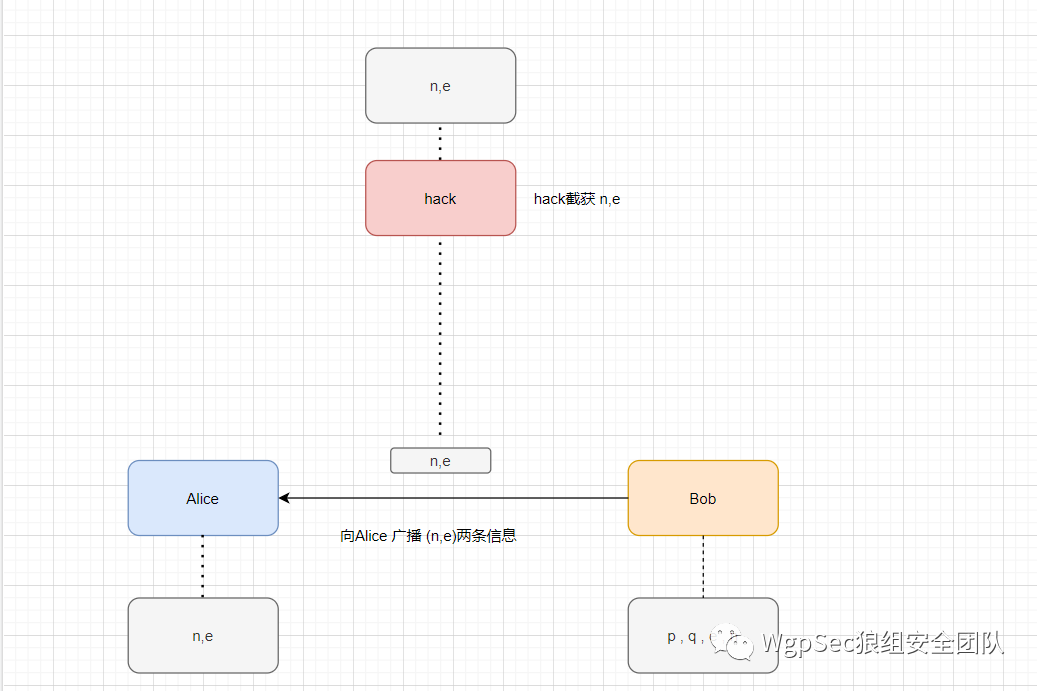 n,e
hack
hack截获 n,e
n,e
Alice
Bob
向Alice 广播 (n,e)两条信息
n,e
p , q ,
WgpSec狼组安全团队